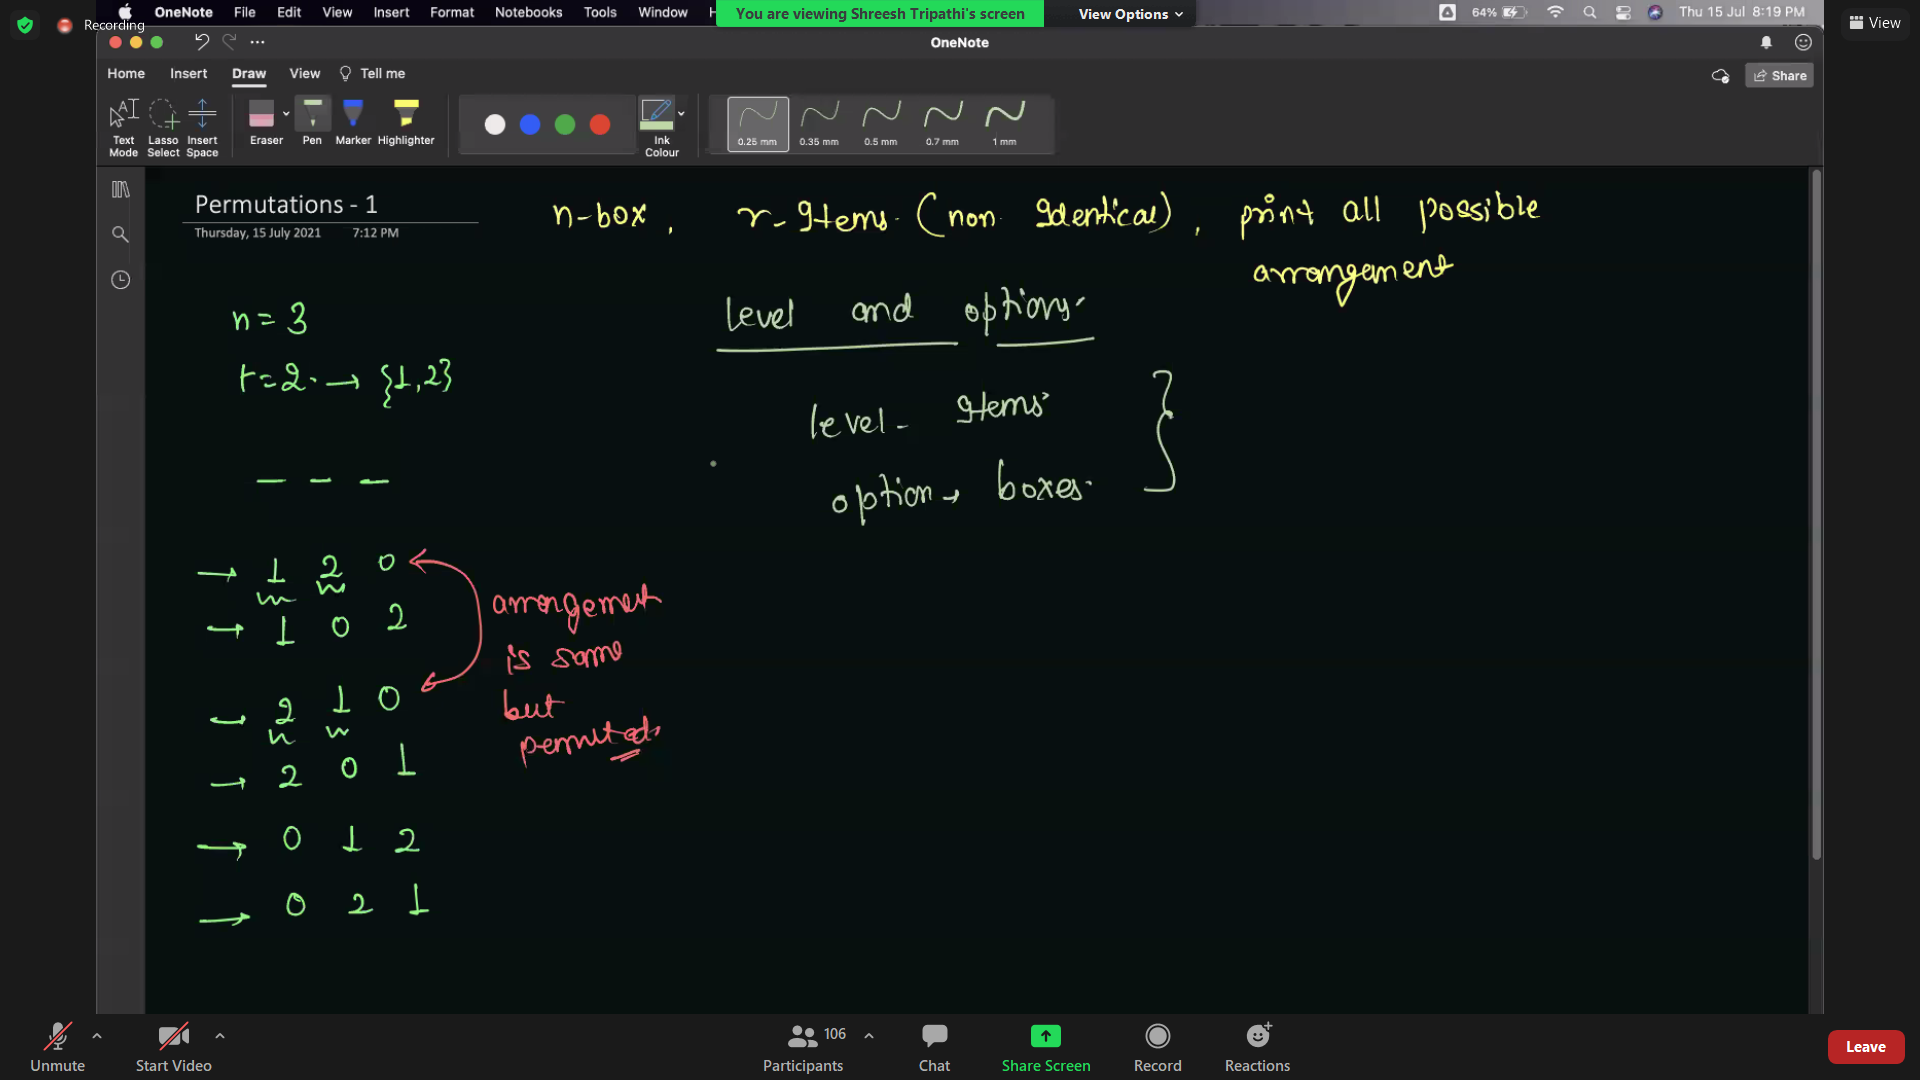 Recording
OneNote File Edit View Insert Format Notebooks Tools Window H
You are viewing Shreesh Tripathi's screen View Options
64% Thu 15 Jul 8:19 PM
View
OneNote
Home Insert Draw View Tell me
Share
Text Mode
Lasso Select
Insert Space
Eraser
Pen
Marker
Highlighter
Ink Colour
0.25 mm 0.35 mm 0.5 mm 0.7 mm 1 mm
Permutations - 1
Thursday, 15 July 2021 7:12 PM
n-box, r-Items. (non Identical), print all possible
arrangement
level and options.
n = 3
r=2. → {1,2}
level - Items
option → boxes.
→ 1 2 0
→ 1 0 2
→ 2 1 0
→ 2 0 1
→ 0 1 2
→ 0 2 1
arrangement
is same
but
permuted.
Unmute
Start Video
106
Participants
Chat
Share Screen
Record
Reactions
Leave